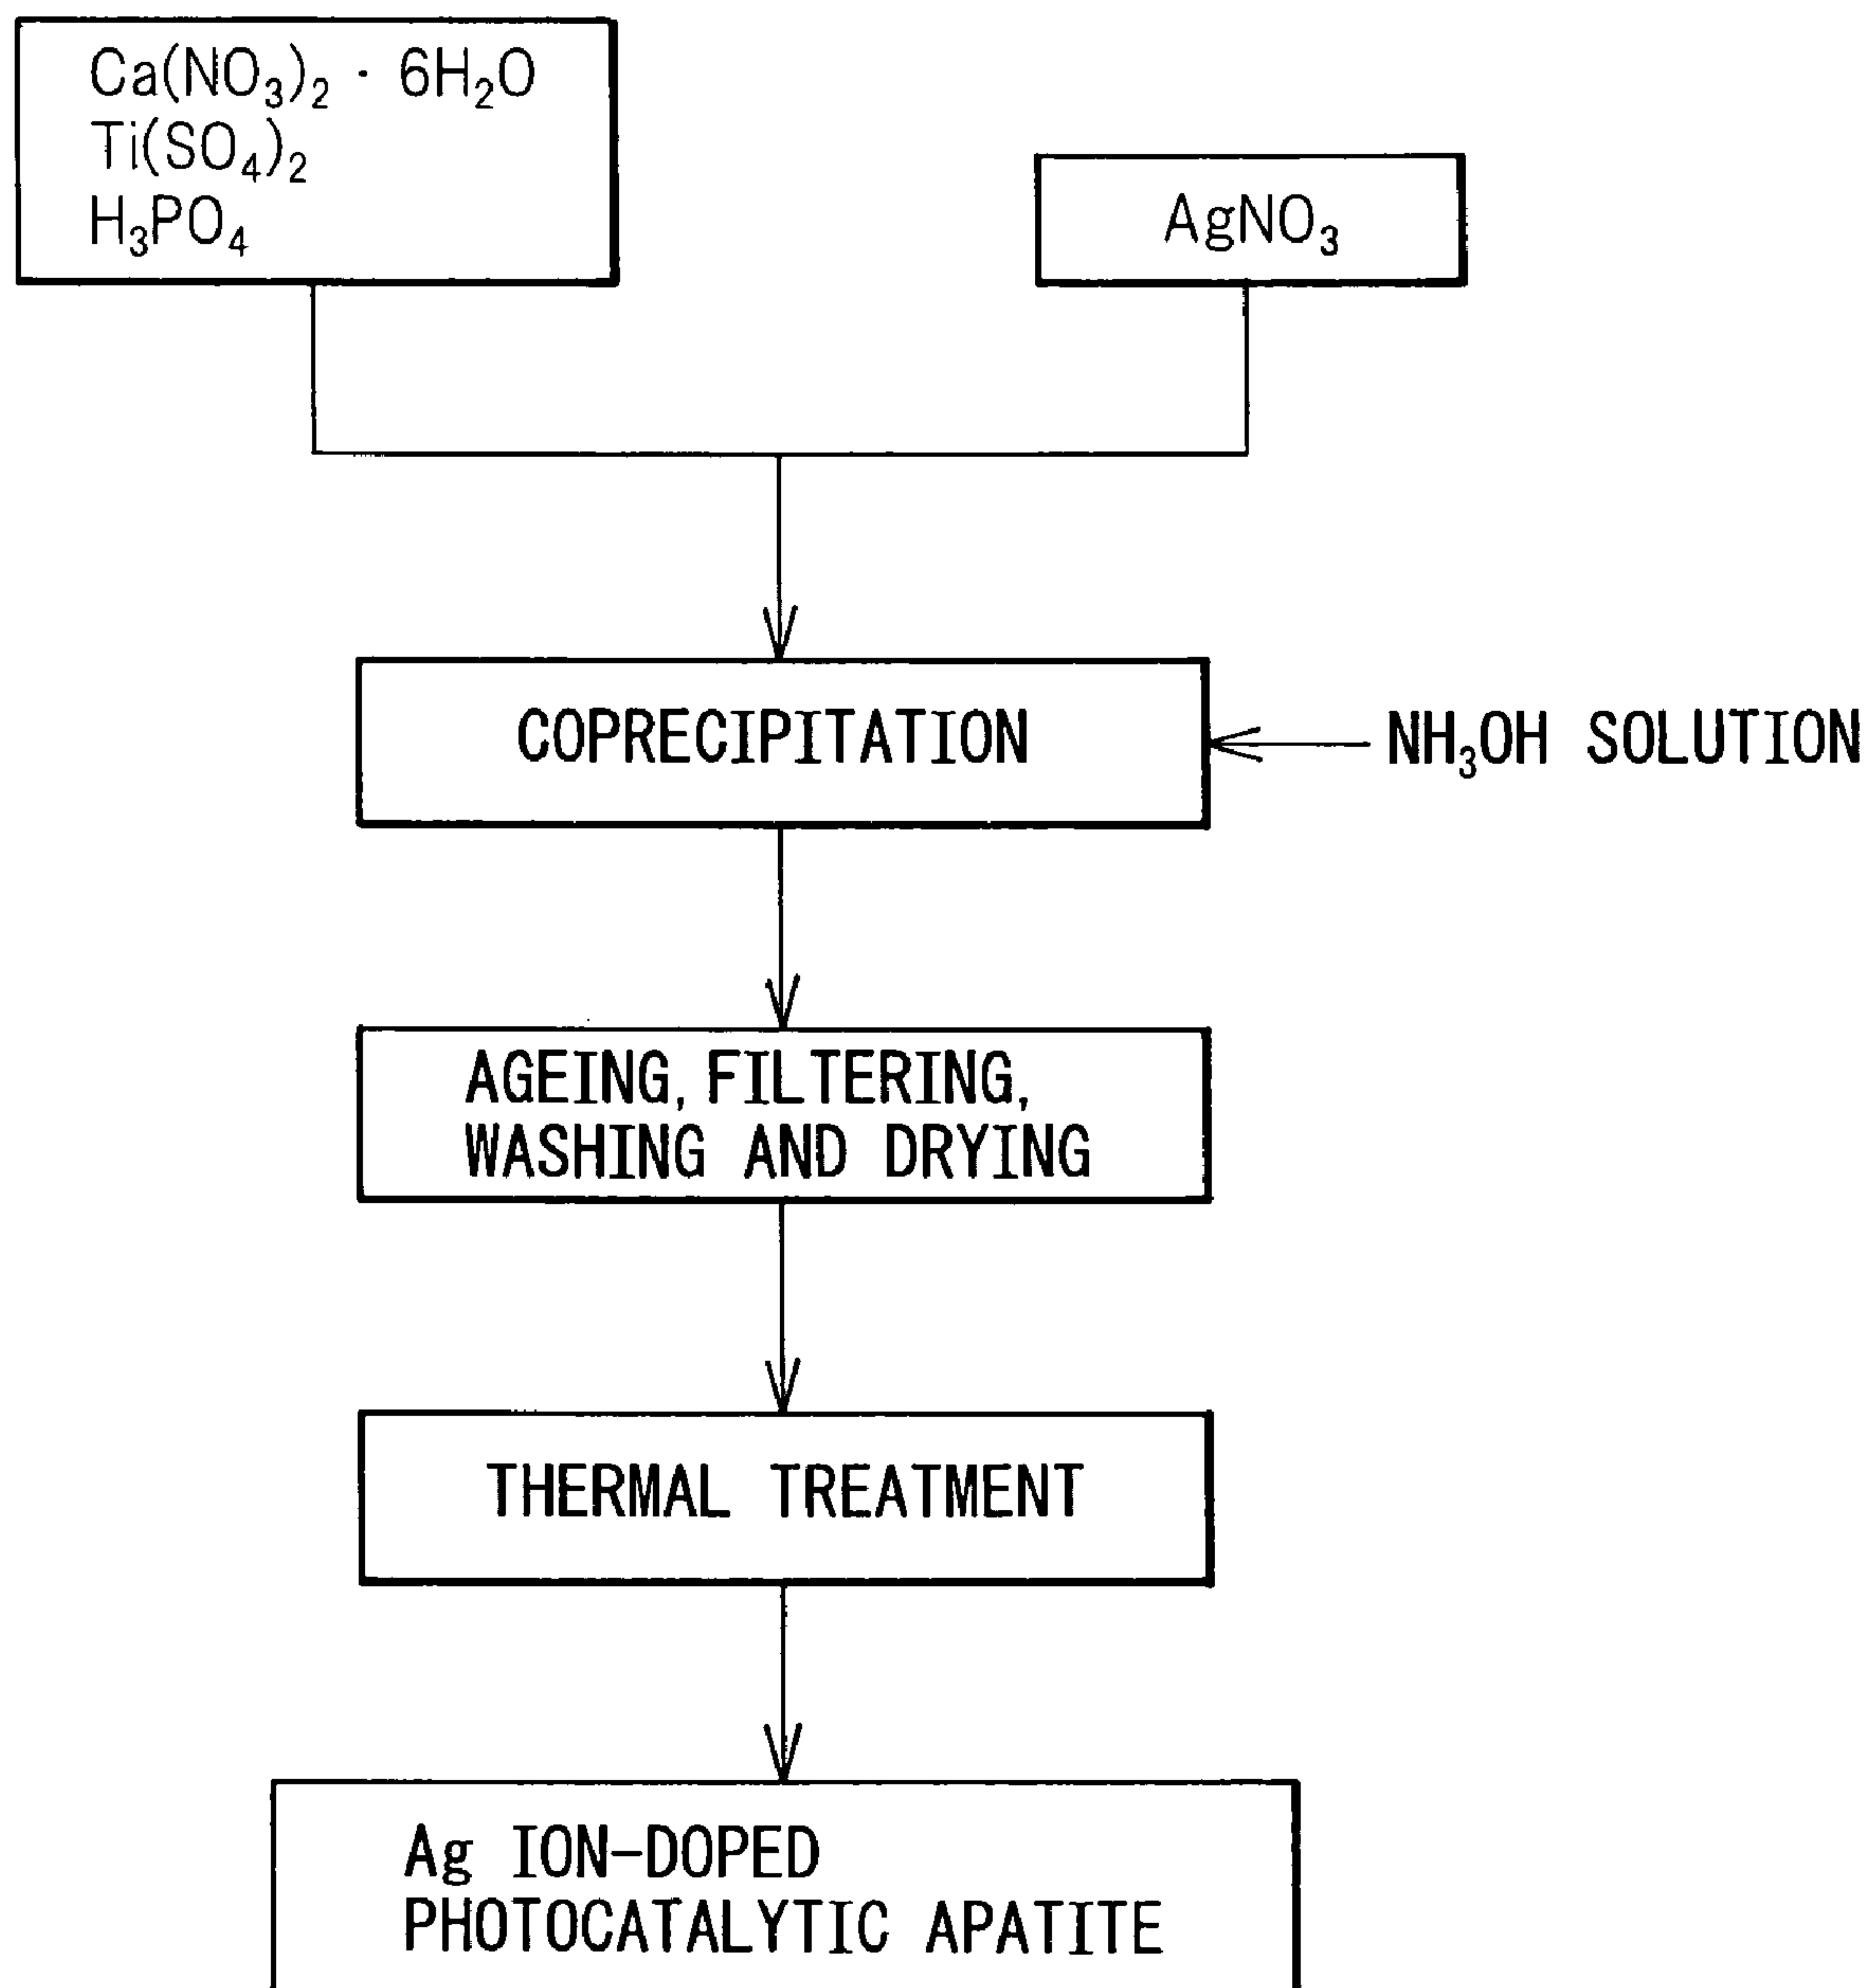 Ca(NO₃)₂ · 6H₂O
Ti(SO₄)₂
H₃PO₄
AgNO₃
COPRECIPITATION
NH₃OH SOLUTION
AGEING, FILTERING,
WASHING AND DRYING
THERMAL TREATMENT
Ag ION-DOPED
PHOTOCATALYTIC APATITE